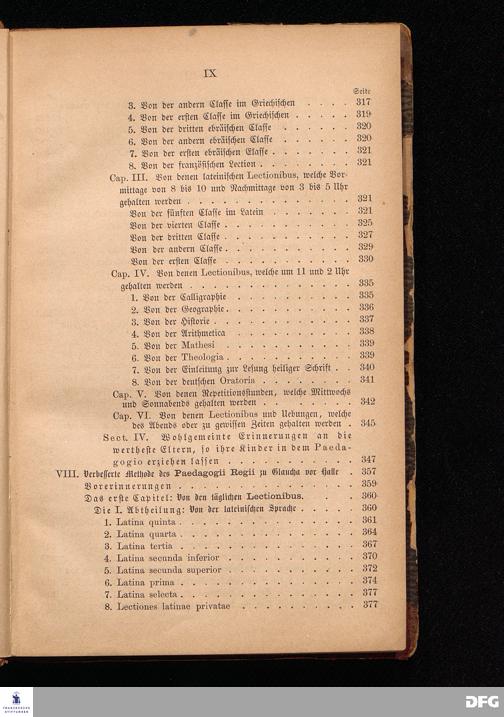 IX
Seite
3. Von der andern Classe im Griechischen . . . . 317
4. Von der ersten Classe im Griechischen . . . . . 319
5. Von der dritten ebräischen Classe . . . . . . 320
6. Von der andern ebräischen Classe . . . . . . 320
7. Von der ersten ebräischen Classe . . . . . . . 321
8. Von der französischen Lection . . . . . . . . 321
Cap. III. Von denen lateinischen Lectionibus, welche Vor-
mittage von 8 bis 10 und Nachmittage von 3 bis 5 Uhr
gehalten werden . . . . . . . . . . . . . . 321
Von der fünften Classe im Latein . . . . . . . 321
Von der vierten Classe . . . . . . . . . . . 325
Von der dritten Classe . . . . . . . . . . . 327
Von der andern Classe . . . . . . . . . . . 329
Von der ersten Classe . . . . . . . . . . . 330
Cap. IV. Von denen Lectionibus, welche um 11 und 2 Uhr
gehalten werden . . . . . . . . . . . . . . 335
1. Von der Calligraphie . . . . . . . . . . 335
2. Von der Geographie . . . . . . . . . . . 336
3. Von der Historie . . . . . . . . . . . . 337
4. Von der Arithmetica . . . . . . . . . . 338
5. Von der Mathesi . . . . . . . . . . . 339
6. Von der Theologia . . . . . . . . . . . 339
7. Von der Einleitung zur Lesung heiliger Schrift . . 340
8. Von der deutschen Oratoria . . . . . . . . 341
Cap. V. Von denen Repetitionsstunden, welche Mittwochs
und Sonnabends gehalten werden . . . . . . . 342
Cap. VI. Von denen Lectionibus und Uebungen, welche
des Abends oder zu gewissen Zeiten gehalten werden . 345
Sect. IV. Wohlgemeinte Erinnerungen an die
wertheste Eltern, so ihre Kinder in dem Paeda-
gogio erziehen lassen . . . . . . . . . . . 347
VIII. Verbesserte Methode des Paedagogii Regii zu Glaucha vor Halle . 357
Vorerinnerungen . . . . . . . . . . . . . . 359
Das erste Capitel: Von den täglichen Lectionibus. . . . . 360
Die I. Abtheilung: Von der lateinischen Sprache . . . . . 360
1. Latina quinta . . . . . . . . . . . . . . 361
2. Latina quarta . . . . . . . . . . . . . . 364
3. Latina tertia . . . . . . . . . . . . . . 367
4. Latina secunda inferior . . . . . . . . . . . 370
5. Latina secunda superior . . . . . . . . . . . 372
6. Latina prima . . . . . . . . . . . . . . 374
7. Latina selecta . . . . . . . . . . . . . . 377
8. Lectiones latinae privatae . . . . . . . . . . 377
FRANCKESCHE
STIFTUNGEN
DFG